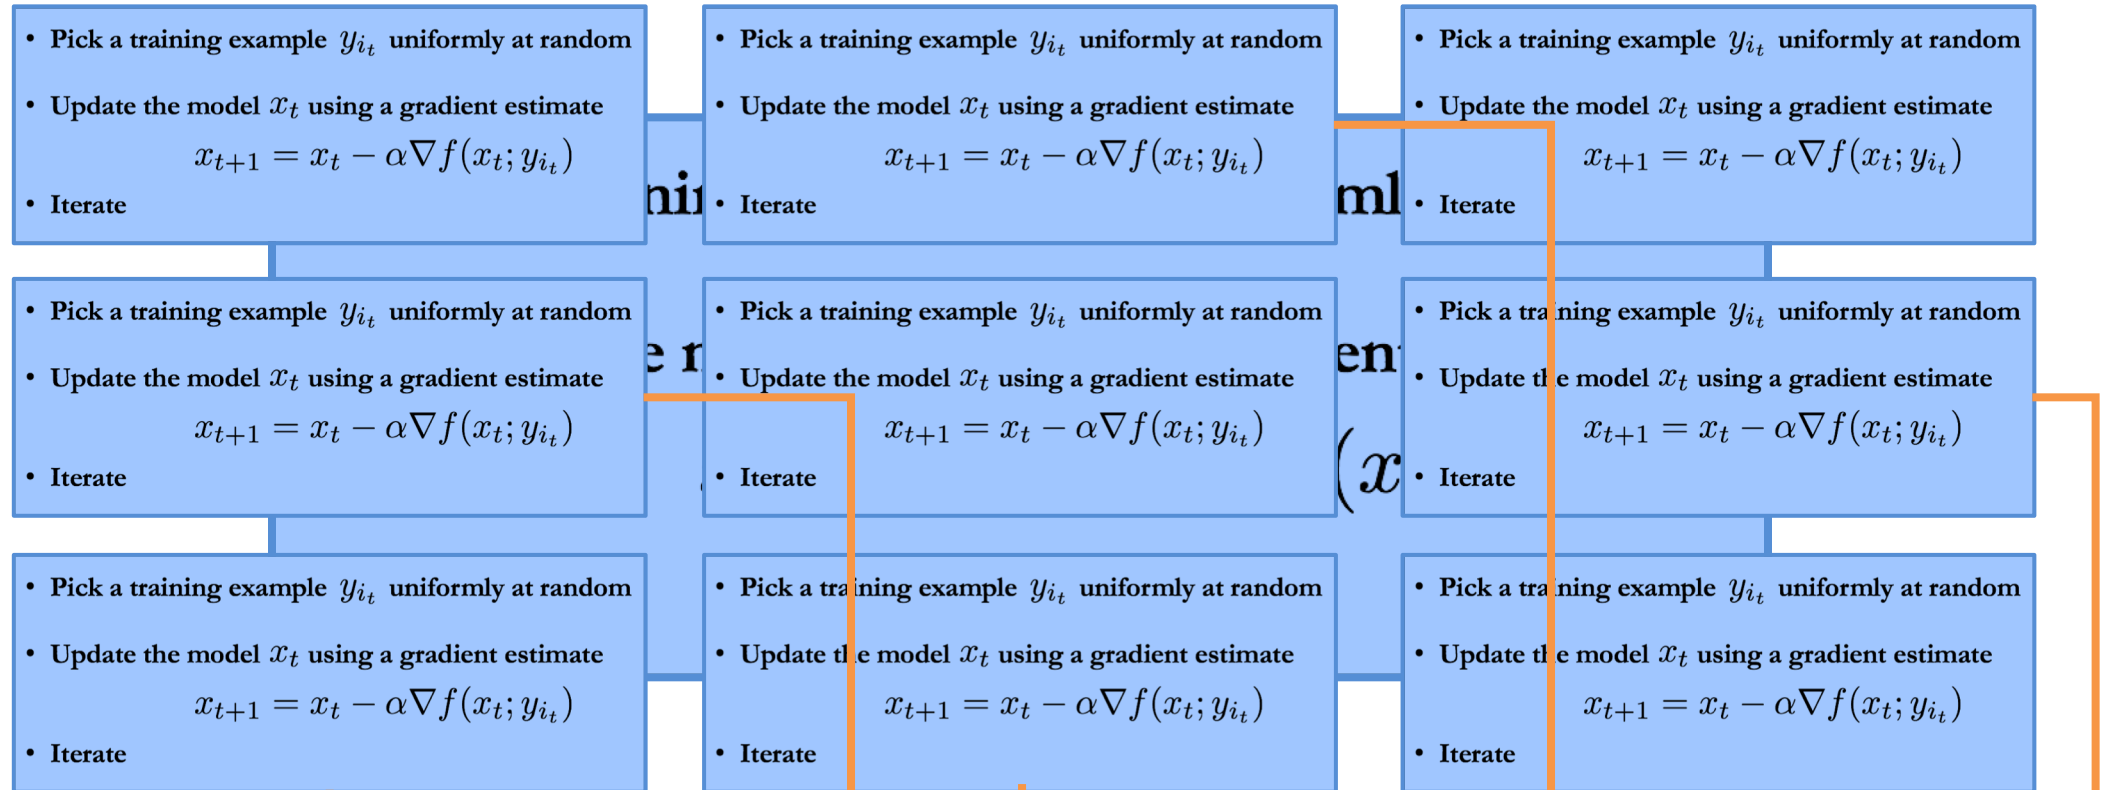 • Pick a training example $y_{i_t}$ uniformly at random
• Update the model $x_t$ using a gradient estimate
$x_{t+1} = x_t - \alpha \nabla f(x_t; y_{i_t})$
• Iterate
• Pick a training example $y_{i_t}$ uniformly at random
• Update the model $x_t$ using a gradient estimate
$x_{t+1} = x_t - \alpha \nabla f(x_t; y_{i_t})$
• Iterate
• Pick a training example $y_{i_t}$ uniformly at random
• Update the model $x_t$ using a gradient estimate
$x_{t+1} = x_t - \alpha \nabla f(x_t; y_{i_t})$
• Iterate
• Pick a training example $y_{i_t}$ uniformly at random
• Update the model $x_t$ using a gradient estimate
$x_{t+1} = x_t - \alpha \nabla f(x_t; y_{i_t})$
• Iterate
• Pick a training example $y_{i_t}$ uniformly at random
• Update the model $x_t$ using a gradient estimate
$x_{t+1} = x_t - \alpha \nabla f(x_t; y_{i_t})$
• Iterate
• Pick a training example $y_{i_t}$ uniformly at random
• Update the model $x_t$ using a gradient estimate
$x_{t+1} = x_t - \alpha \nabla f(x_t; y_{i_t})$
• Iterate
• Pick a training example $y_{i_t}$ uniformly at random
• Update the model $x_t$ using a gradient estimate
$x_{t+1} = x_t - \alpha \nabla f(x_t; y_{i_t})$
• Iterate
• Pick a training example $y_{i_t}$ uniformly at random
• Update the model $x_t$ using a gradient estimate
$x_{t+1} = x_t - \alpha \nabla f(x_t; y_{i_t})$
• Iterate
• Pick a training example $y_{i_t}$ uniformly at random
• Update the model $x_t$ using a gradient estimate
$x_{t+1} = x_t - \alpha \nabla f(x_t; y_{i_t})$
• Iterate